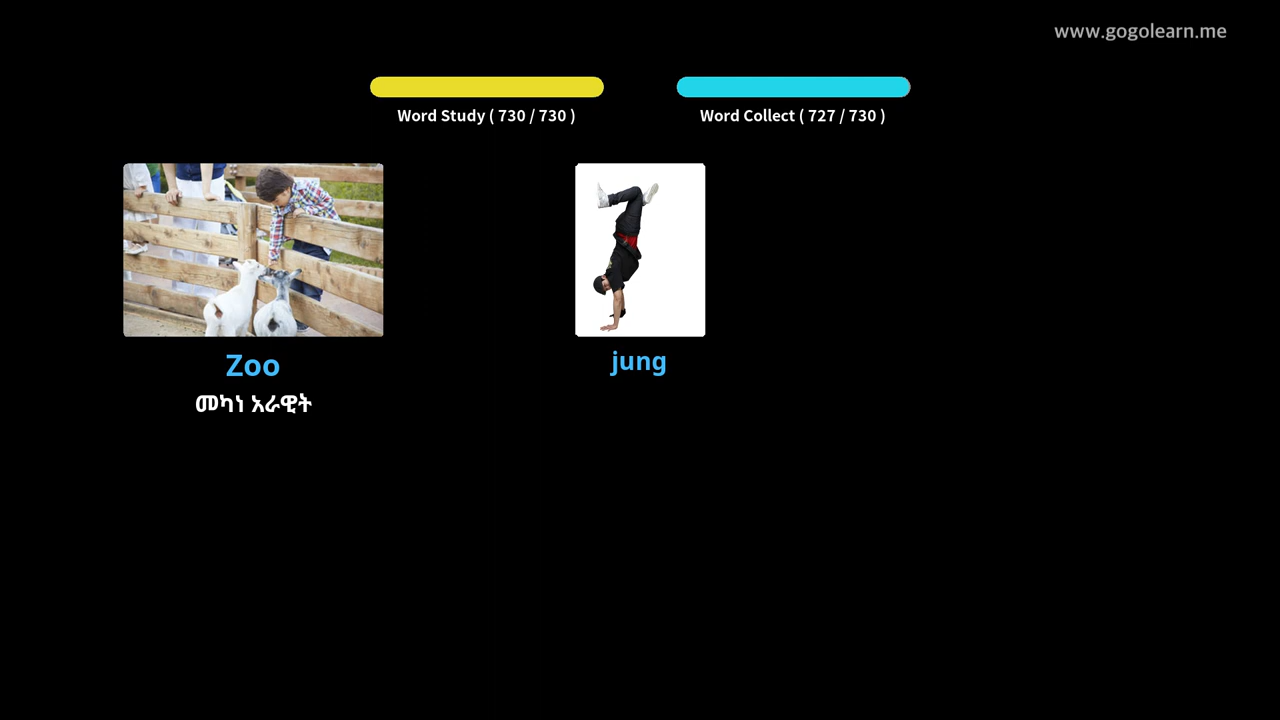 www.gogolearn.me
Word Study ( 730 / 730 )
Word Collect ( 727 / 730 )
Zoo
መካነ አራዊት
jung